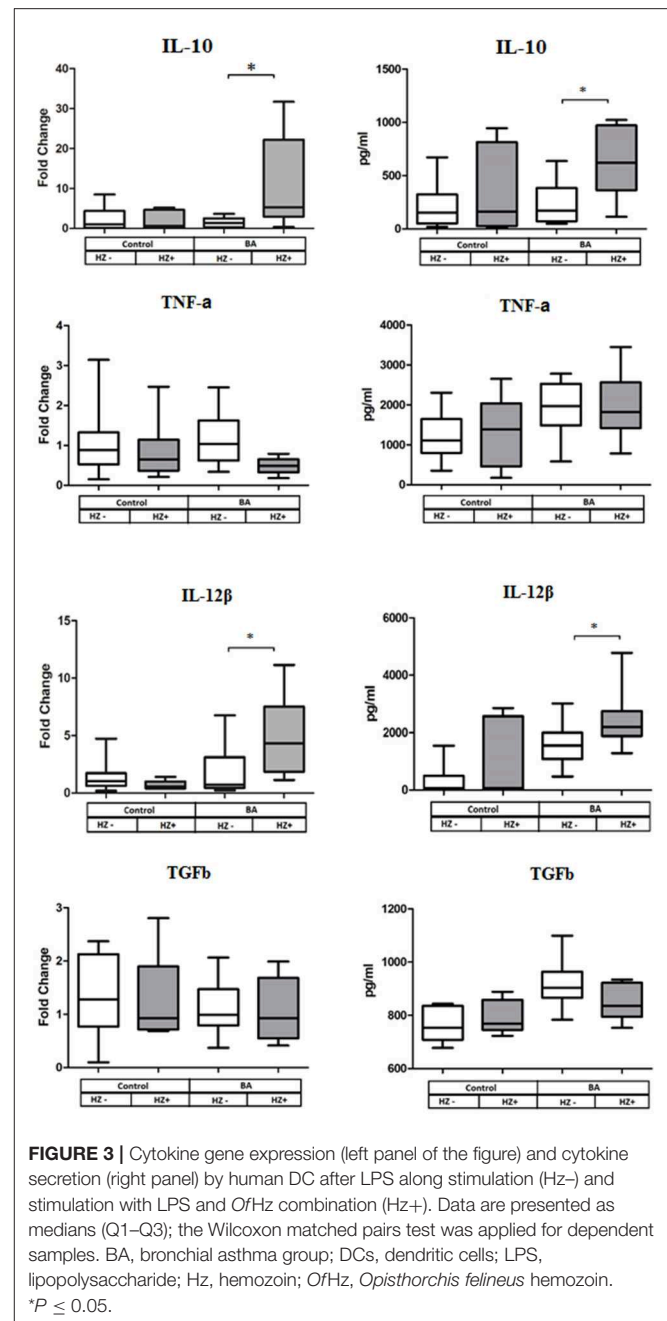 IL-10
Fold Change
40
30
20
10
0
*
Control
BA
HZ -
HZ+
HZ -
HZ+
IL-10
pg/ml
1000
500
0
*
Control
BA
HZ -
HZ+
HZ -
HZ+
TNF-a
Fold Change
4
3
2
1
0
Control
BA
HZ -
HZ+
HZ -
HZ+
TNF-a
pg/ml
4000
3000
2000
1000
0
Control
BA
HZ -
HZ+
HZ -
HZ+
IL-12β
Fold Change
15
10
5
0
*
Control
BA
HZ -
HZ+
HZ -
HZ+
IL-12β
pg/ml
6000
4000
2000
0
*
Control
BA
HZ -
HZ+
HZ -
HZ+
TGFb
Fold Change
3
2
1
0
Control
BA
HZ -
HZ+
HZ -
HZ+
TGFb
pg/ml
1200
1000
800
600
Control
BA
HZ -
HZ+
HZ -
HZ+
FIGURE 3 | Cytokine gene expression (left panel of the figure) and cytokine
secretion (right panel) by human DC after LPS along stimulation (Hz–) and
stimulation with LPS and OfHz combination (Hz+). Data are presented as
medians (Q1–Q3); the Wilcoxon matched pairs test was applied for dependent
samples. BA, bronchial asthma group; DCs, dendritic cells; LPS,
lipopolysaccharide; Hz, hemozoin; OfHz, Opisthorchis felineus hemozoin.
*P ≤ 0.05.